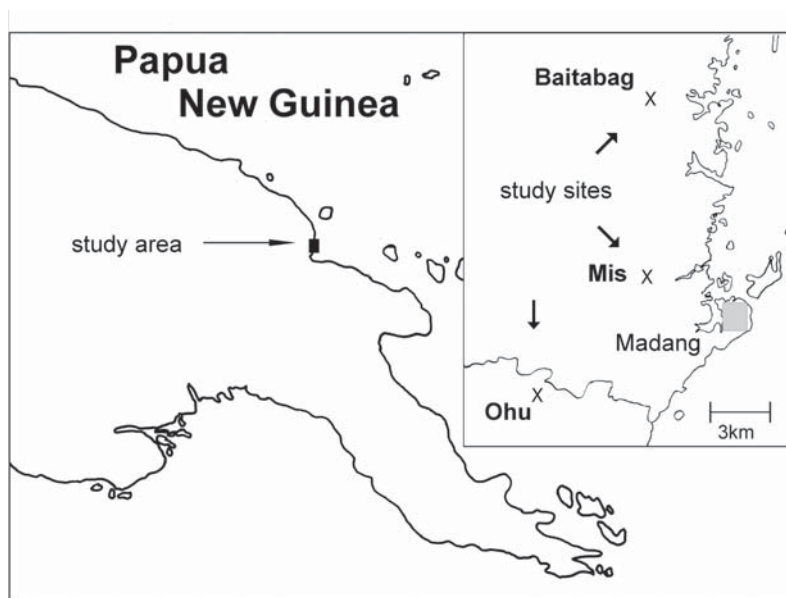 Papua
New Guinea
study area
Baitabag X
study sites
Mis X
Madang
Ohu X
3km